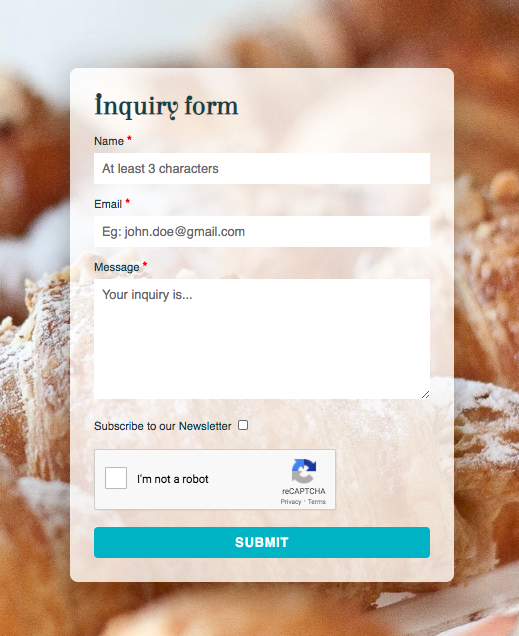 Inquiry form
Name *
At least 3 characters
Email *
Eg: john.doe@gmail.com
Message *
Your inquiry is...
Subscribe to our Newsletter
I'm not a robot
reCAPTCHA
Privacy - Terms
SUBMIT